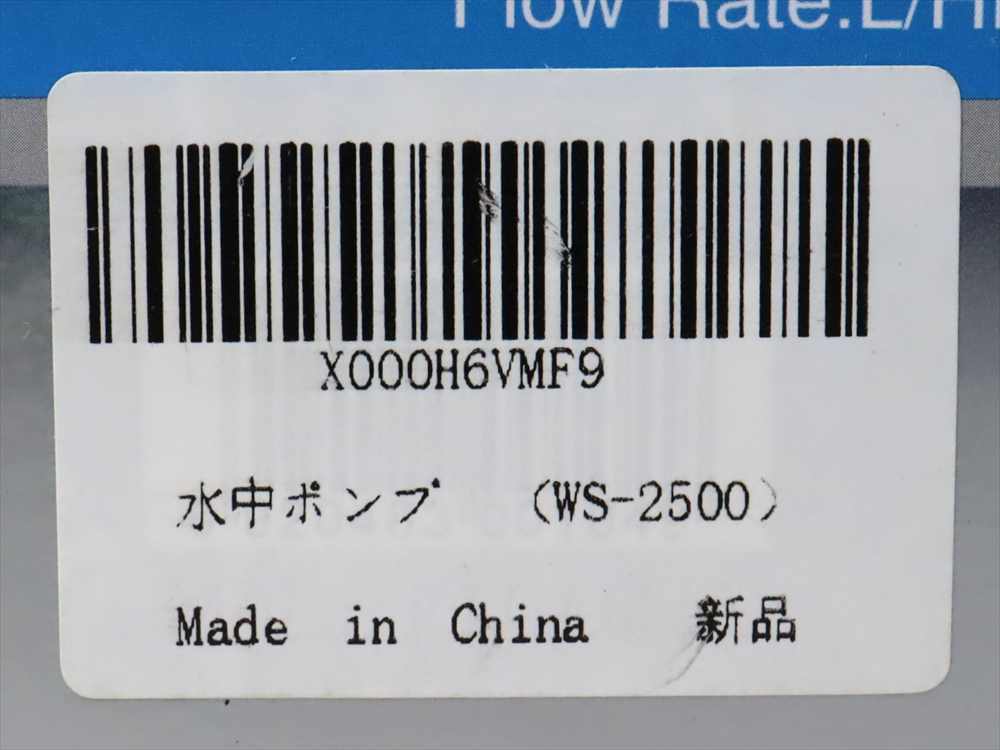 Flow Rate:L/H
X000H6VMF9
水中ポンプ （WS-2500）
Made in China 新品